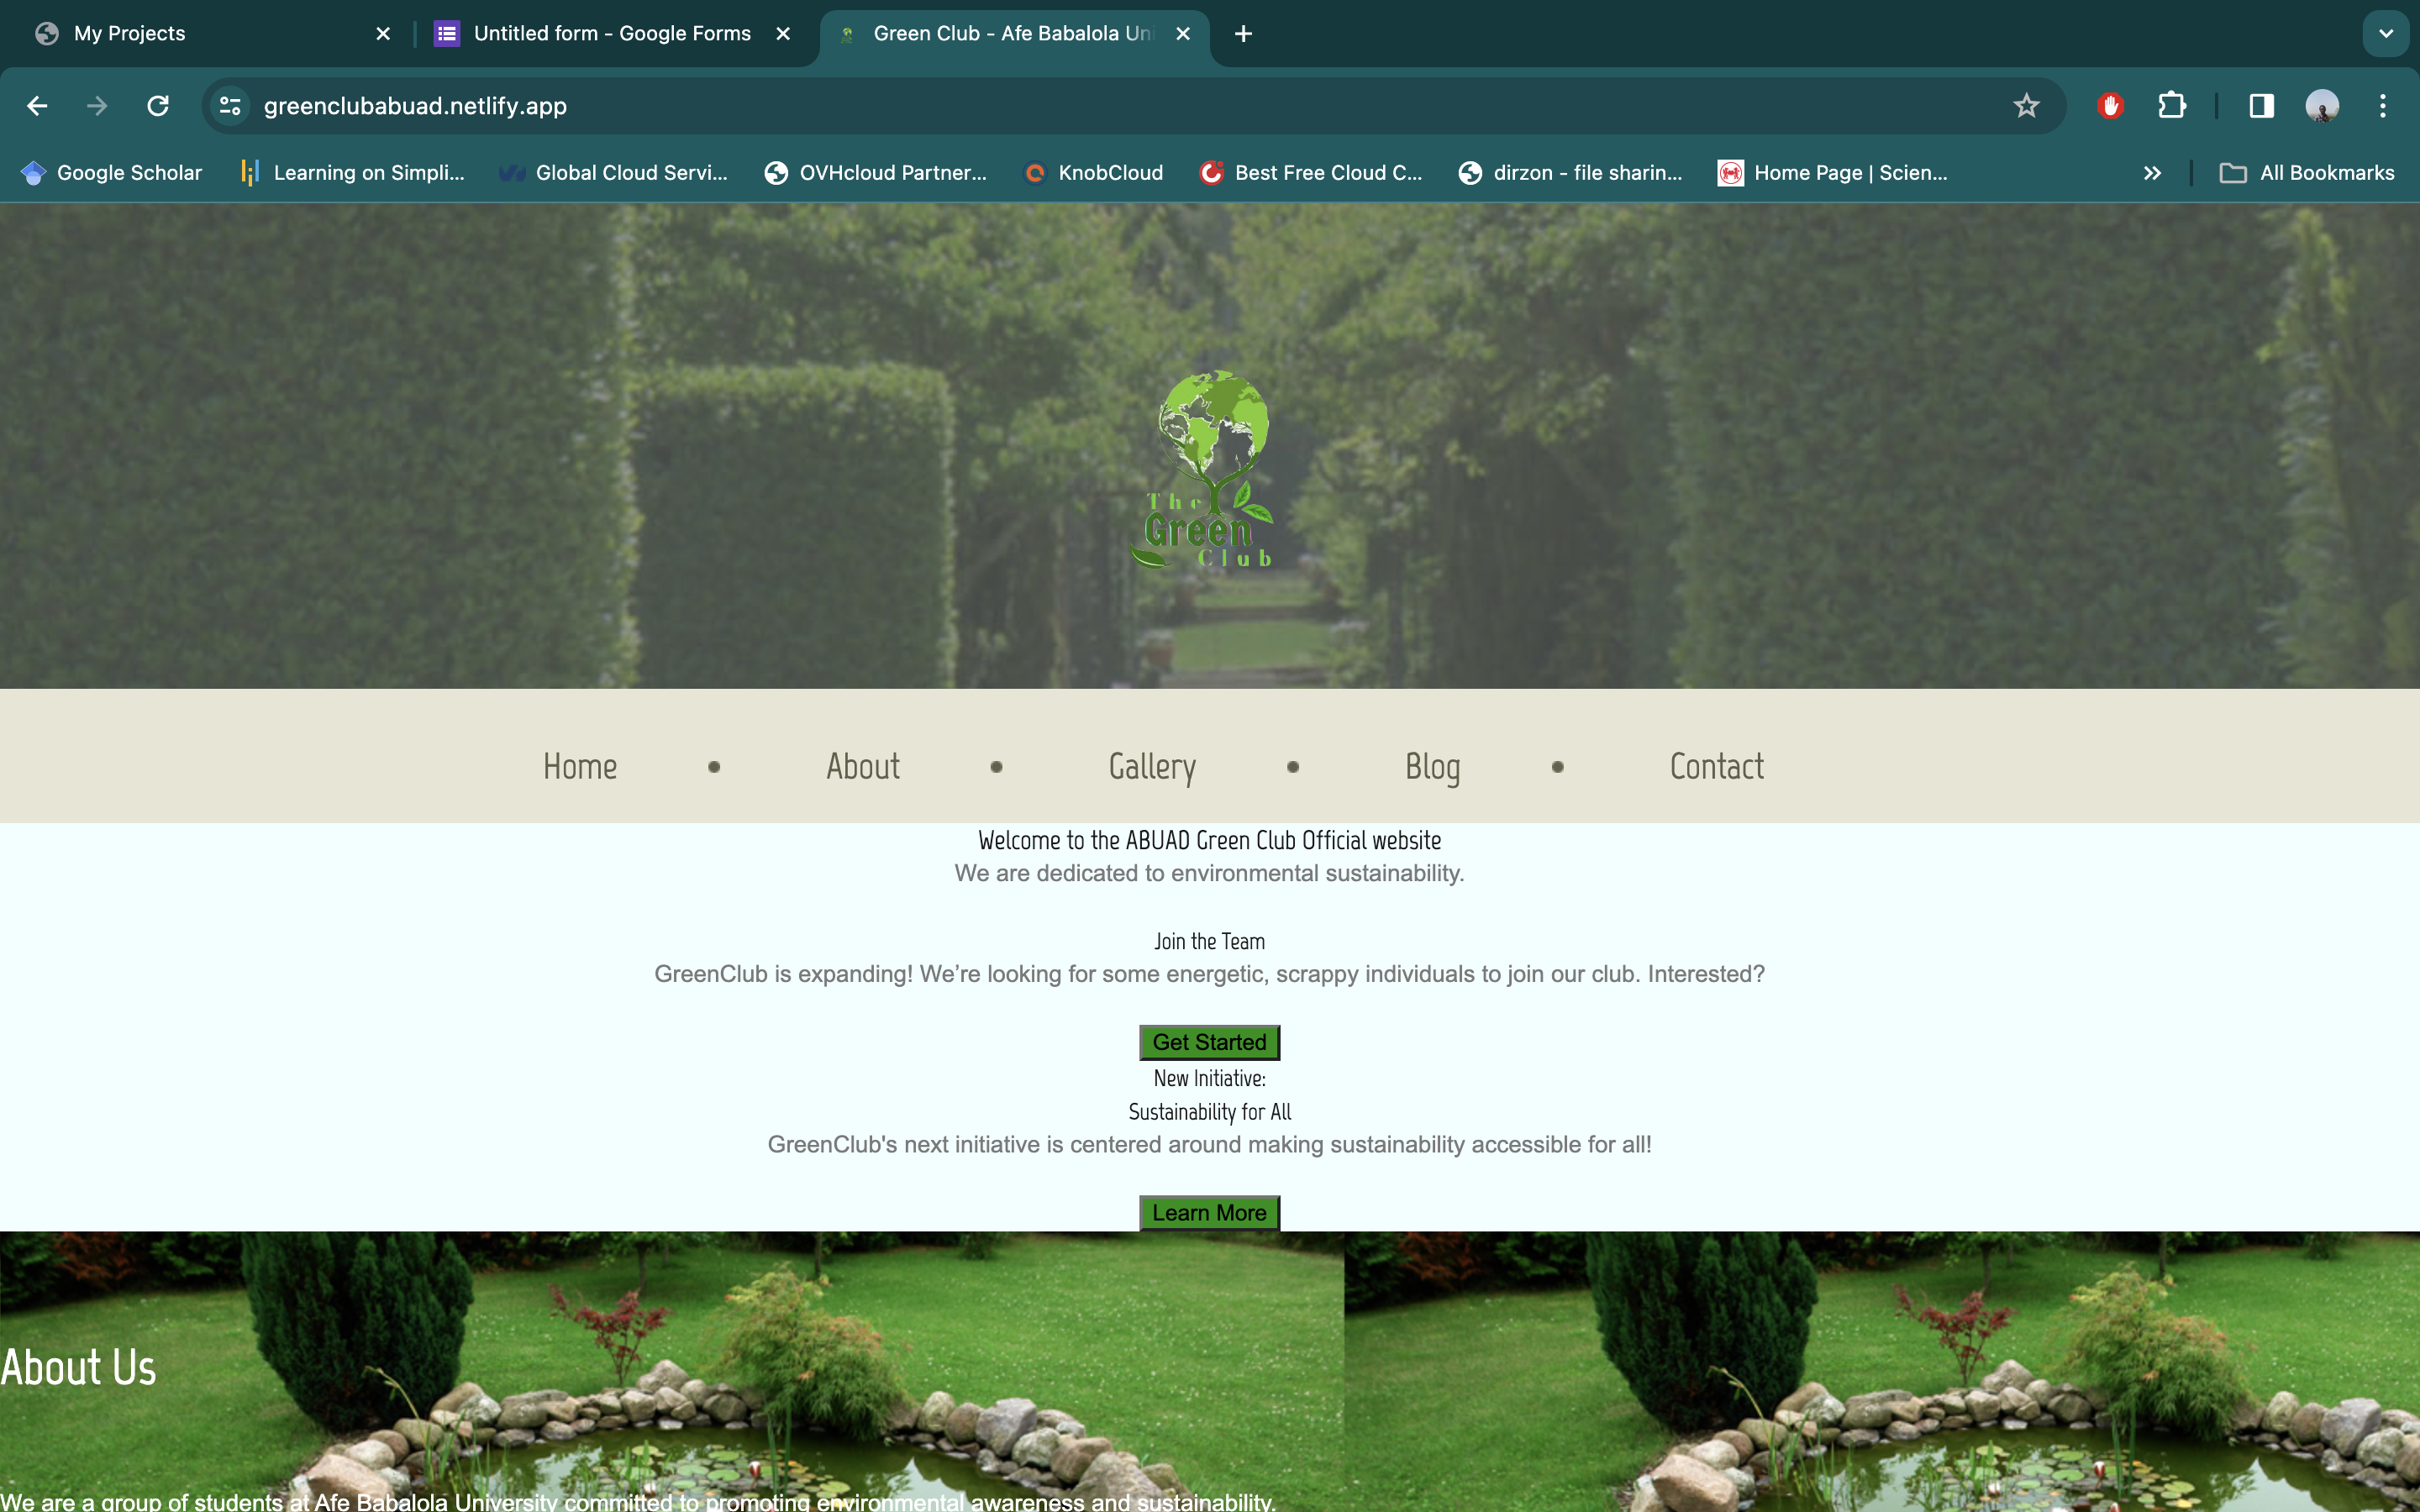 My Projects
Untitled form - Google Forms
Green Club - Afe Babalola Uni
greenclubabuad.netlify.app
Google Scholar
Learning on Simpli...
Global Cloud Servi...
OVHcloud Partner...
KnobCloud
Best Free Cloud C...
dirzon - file sharin...
Home Page | Scien...
All Bookmarks
The
Green
Club
Home • About • Gallery • Blog • Contact
Welcome to the ABUAD Green Club Official website
We are dedicated to environmental sustainability.
Join the Team
GreenClub is expanding! We’re looking for some energetic, scrappy individuals to join our club. Interested?
Get Started
New Initiative:
Sustainability for All
GreenClub's next initiative is centered around making sustainability accessible for all!
Learn More
About Us
We are a group of students at Afe Babalola University committed to promoting environmental awareness and sustainability.